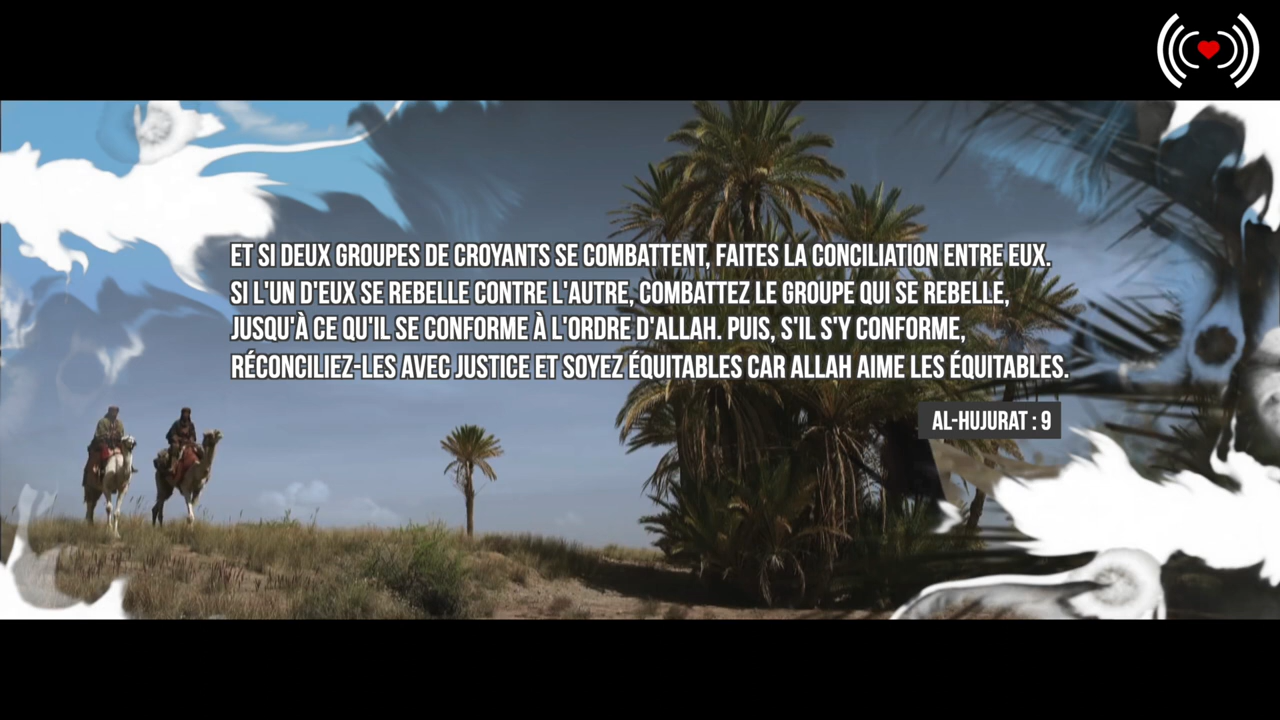 ET SI DEUX GROUPES DE CROYANTS SE COMBATTENT, FAITES LA CONCILIATION ENTRE EUX.
SI L'UN D'EUX SE REBELLE CONTRE L'AUTRE, COMBATTEZ LE GROUPE QUI SE REBELLE,
JUSQU'À CE QU'IL SE CONFORME À L'ORDRE D'ALLAH. PUIS, S'IL S'Y CONFORME,
RÉCONCILIEZ-LES AVEC JUSTICE ET SOYEZ ÉQUITABLES CAR ALLAH AIME LES ÉQUITABLES.
AL-HUJURAT : 9